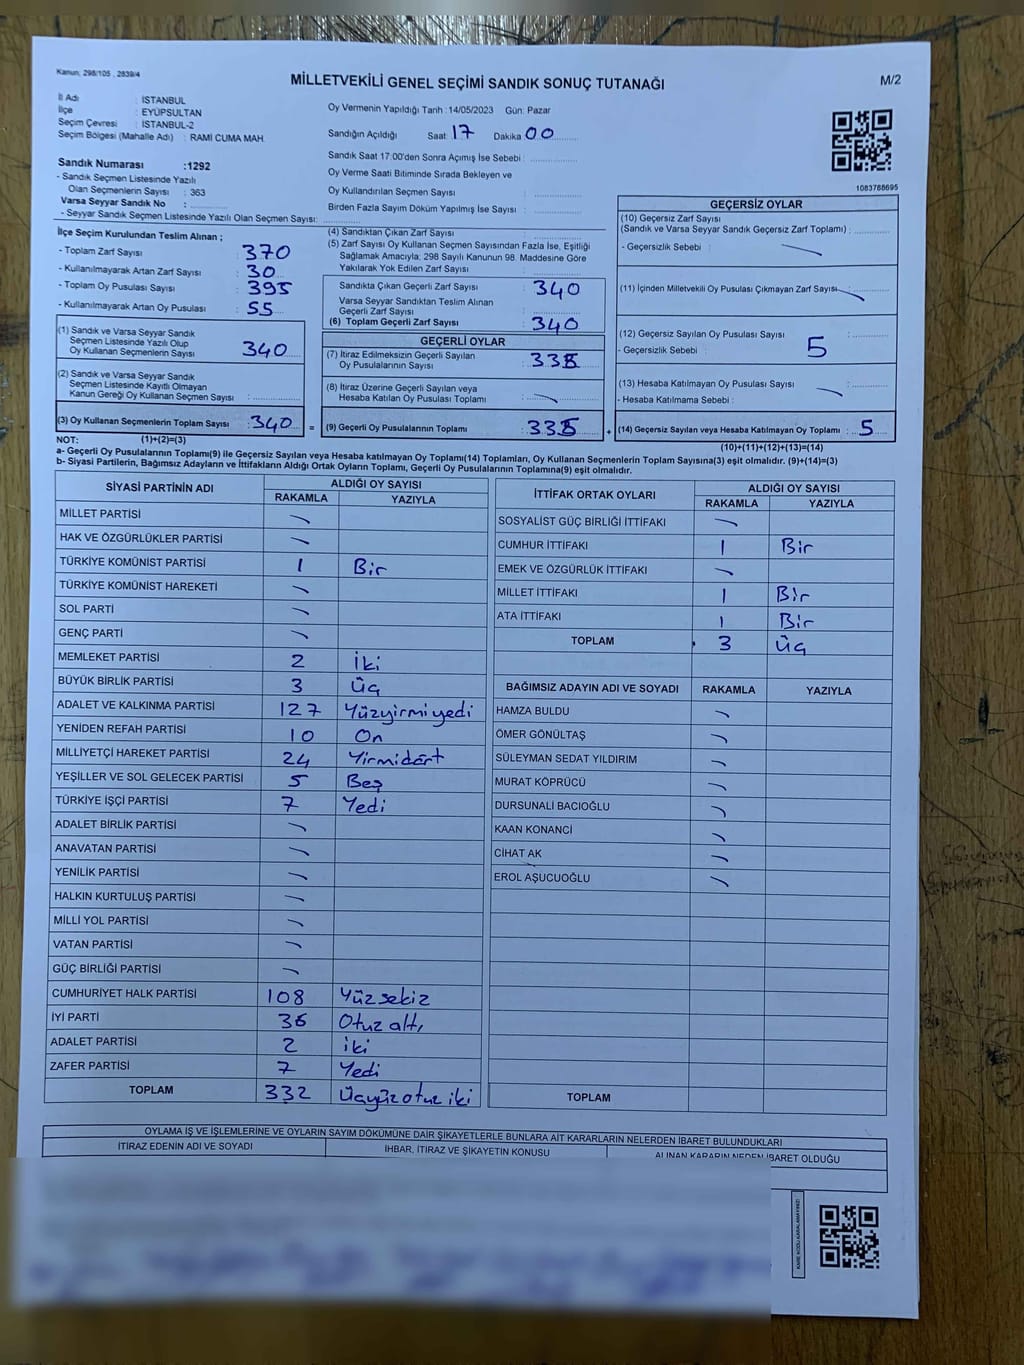 Kanun; 298/105 , 2839/4
MİLLETVEKİLİ GENEL SEÇİMİ SANDIK SONUÇ TUTANAĞI
M/2
İl Adı : İSTANBUL
İlçe : EYÜPSULTAN
Seçim Çevresi : İSTANBUL-2
Seçim Bölgesi (Mahalle Adı) : RAMİ CUMA MAH
Sandık Numarası :1292
- Sandık Seçmen Listesinde Yazılı
Olan Seçmenlerin Sayısı : 363
Varsa Seyyar Sandık No :
- Seyyar Sandık Seçmen Listesinde Yazılı Olan Seçmen Sayısı:
Oy Vermenin Yapıldığı Tarih :14/05/2023 Gün: Pazar
Sandığın Açıldığı Saat: 17 Dakika 00
Sandık Saat 17:00'den Sonra Açımış İse Sebebi :
Oy Verme Saati Bitiminde Sırada Bekleyen ve
Oy Kullandırılan Seçmen Sayısı :
Birden Fazla Sayım Döküm Yapılmış İse Sayısı :
1083788695
İlçe Seçim Kurulundan Teslim Alınan ;
- Toplam Zarf Sayısı : 370
- Kullanılmayarak Artan Zarf Sayısı : 30
- Toplam Oy Pusulası Sayısı : 395
- Kullanılmayarak Artan Oy Pusulası : 55
(1) Sandık ve Varsa Seyyar Sandık
Seçmen Listesinde Yazılı Olup
Oy Kullanan Seçmenlerin Sayısı : 340
(2) Sandık ve Varsa Seyyar Sandık
Seçmen Listesinde Kayıtlı Olmayan
Kanun Gereği Oy Kullanan Seçmen Sayısı :
(3) Oy Kullanan Seçmenlerin Toplam Sayısı : 340
(4) Sandıktan Çıkan Zarf Sayısı :
(5) Zarf Sayısı Oy Kullanan Seçmen Sayısından Fazla İse, Eşitliği
Sağlamak Amacıyla; 298 Sayılı Kanunun 98. Maddesine Göre
Yakılarak Yok Edilen Zarf Sayısı :
Sandıkta Çıkan Geçerli Zarf Sayısı : 340
Varsa Seyyar Sandıktan Teslim Alınan
Geçerli Zarf Sayısı :
(6) Toplam Geçerli Zarf Sayısı : 340
GEÇERLİ OYLAR
(7) İtiraz Edilmeksizin Geçerli Sayılan
Oy Pusulalarının Sayısı : 335
(8) İtiraz Üzerine Geçerli Sayılan veya
Hesaba Katılan Oy Pusulası Toplamı :
= (9) Geçerli Oy Pusulalarının Toplamı : 335 +
GEÇERSİZ OYLAR
(10) Geçersiz Zarf Sayısı
(Sandık ve Varsa Seyyar Sandık Geçersiz Zarf Toplamı) :
- Geçersizlik Sebebi :
(11) İçinden Milletvekili Oy Pusulası Çıkmayan Zarf Sayısı
(12) Geçersiz Sayılan Oy Pusulası Sayısı : 5
- Geçersizlik Sebebi :
(13) Hesaba Katılmayan Oy Pusulası Sayısı :
- Hesaba Katılmama Sebebi :
(14) Geçersiz Sayılan veya Hesaba Katılmayan Oy Toplamı : 5
NOT: (1)+(2)=(3)
(10)+(11)+(12)+(13)=(14)
a- Geçerli Oy Pusulalarının Toplamı(9) ile Geçersiz Sayılan veya Hesaba katılmayan Oy Toplamı(14) Toplamları, Oy Kullanan Seçmenlerin Toplam Sayısına(3) eşit olmalıdır. (9)+(14)=(3)
b- Siyasi Partilerin, Bağımsız Adayların ve İttifakların Aldığı Ortak Oyların Toplamı, Geçerli Oy Pusulalarının Toplamına(9) eşit olmalıdır.
SİYASİ PARTİNİN ADI
ALDIĞI OY SAYISI
RAKAMLA YAZIYLA
MİLLET PARTİSİ
HAK VE ÖZGÜRLÜKLER PARTİSİ
TÜRKİYE KOMÜNİST PARTİSİ 1 Bir
TÜRKİYE KOMÜNİST HAREKETİ
SOL PARTİ
GENÇ PARTİ
MEMLEKET PARTİSİ 2 İki
BÜYÜK BİRLİK PARTİSİ 3 Üç
ADALET VE KALKINMA PARTİSİ 127 Yüzyirmiyedi
YENİDEN REFAH PARTİSİ 10 On
MİLLİYETÇİ HAREKET PARTİSİ 24 Yirmidört
YEŞİLLER VE SOL GELECEK PARTİSİ 5 Beş
TÜRKİYE İŞÇİ PARTİSİ 7 Yedi
ADALET BİRLİK PARTİSİ
ANAVATAN PARTİSİ
YENİLİK PARTİSİ
HALKIN KURTULUŞ PARTİSİ
MİLLİ YOL PARTİSİ
VATAN PARTİSİ
GÜÇ BİRLİĞİ PARTİSİ
CUMHURİYET HALK PARTİSİ 108 Yüzsekiz
İYİ PARTİ 36 Otuz altı
ADALET PARTİSİ 2 iki
ZAFER PARTİSİ 7 Yedi
TOPLAM 332 Üçyüzotuz iki
İTTİFAK ORTAK OYLARI
ALDIĞI OY SAYISI
RAKAMLA YAZIYLA
SOSYALİST GÜÇ BİRLİĞİ İTTİFAKI
CUMHUR İTTİFAKI 1 Bir
EMEK VE ÖZGÜRLÜK İTTİFAKI
MİLLET İTTİFAKI 1 Bir
ATA İTTİFAKI 1 Bir
TOPLAM 3 Üç
BAĞIMSIZ ADAYIN ADI VE SOYADI RAKAMLA YAZIYLA
HAMZA BULDU
ÖMER GÖNÜLTAŞ
SÜLEYMAN SEDAT YILDIRIM
MURAT KÖPRÜCÜ
DURSUNALİ BACIOĞLU
KAAN KONANCİ
CİHAT AK
EROL AŞUCUOĞLU
TOPLAM
OYLAMA İŞ VE İŞLEMLERİNE VE OYLARIN SAYIM DÖKÜMÜNE DAİR ŞİKAYETLERLE BUNLARA AİT KARARLARIN NELERDEN İBARET BULUNDUKLARI
İTİRAZ EDENİN ADI VE SOYADI
İHBAR, İTİRAZ VE ŞİKAYETİN KONUSU
ALINAN KARARIN NEDEN İBARET OLDUĞU